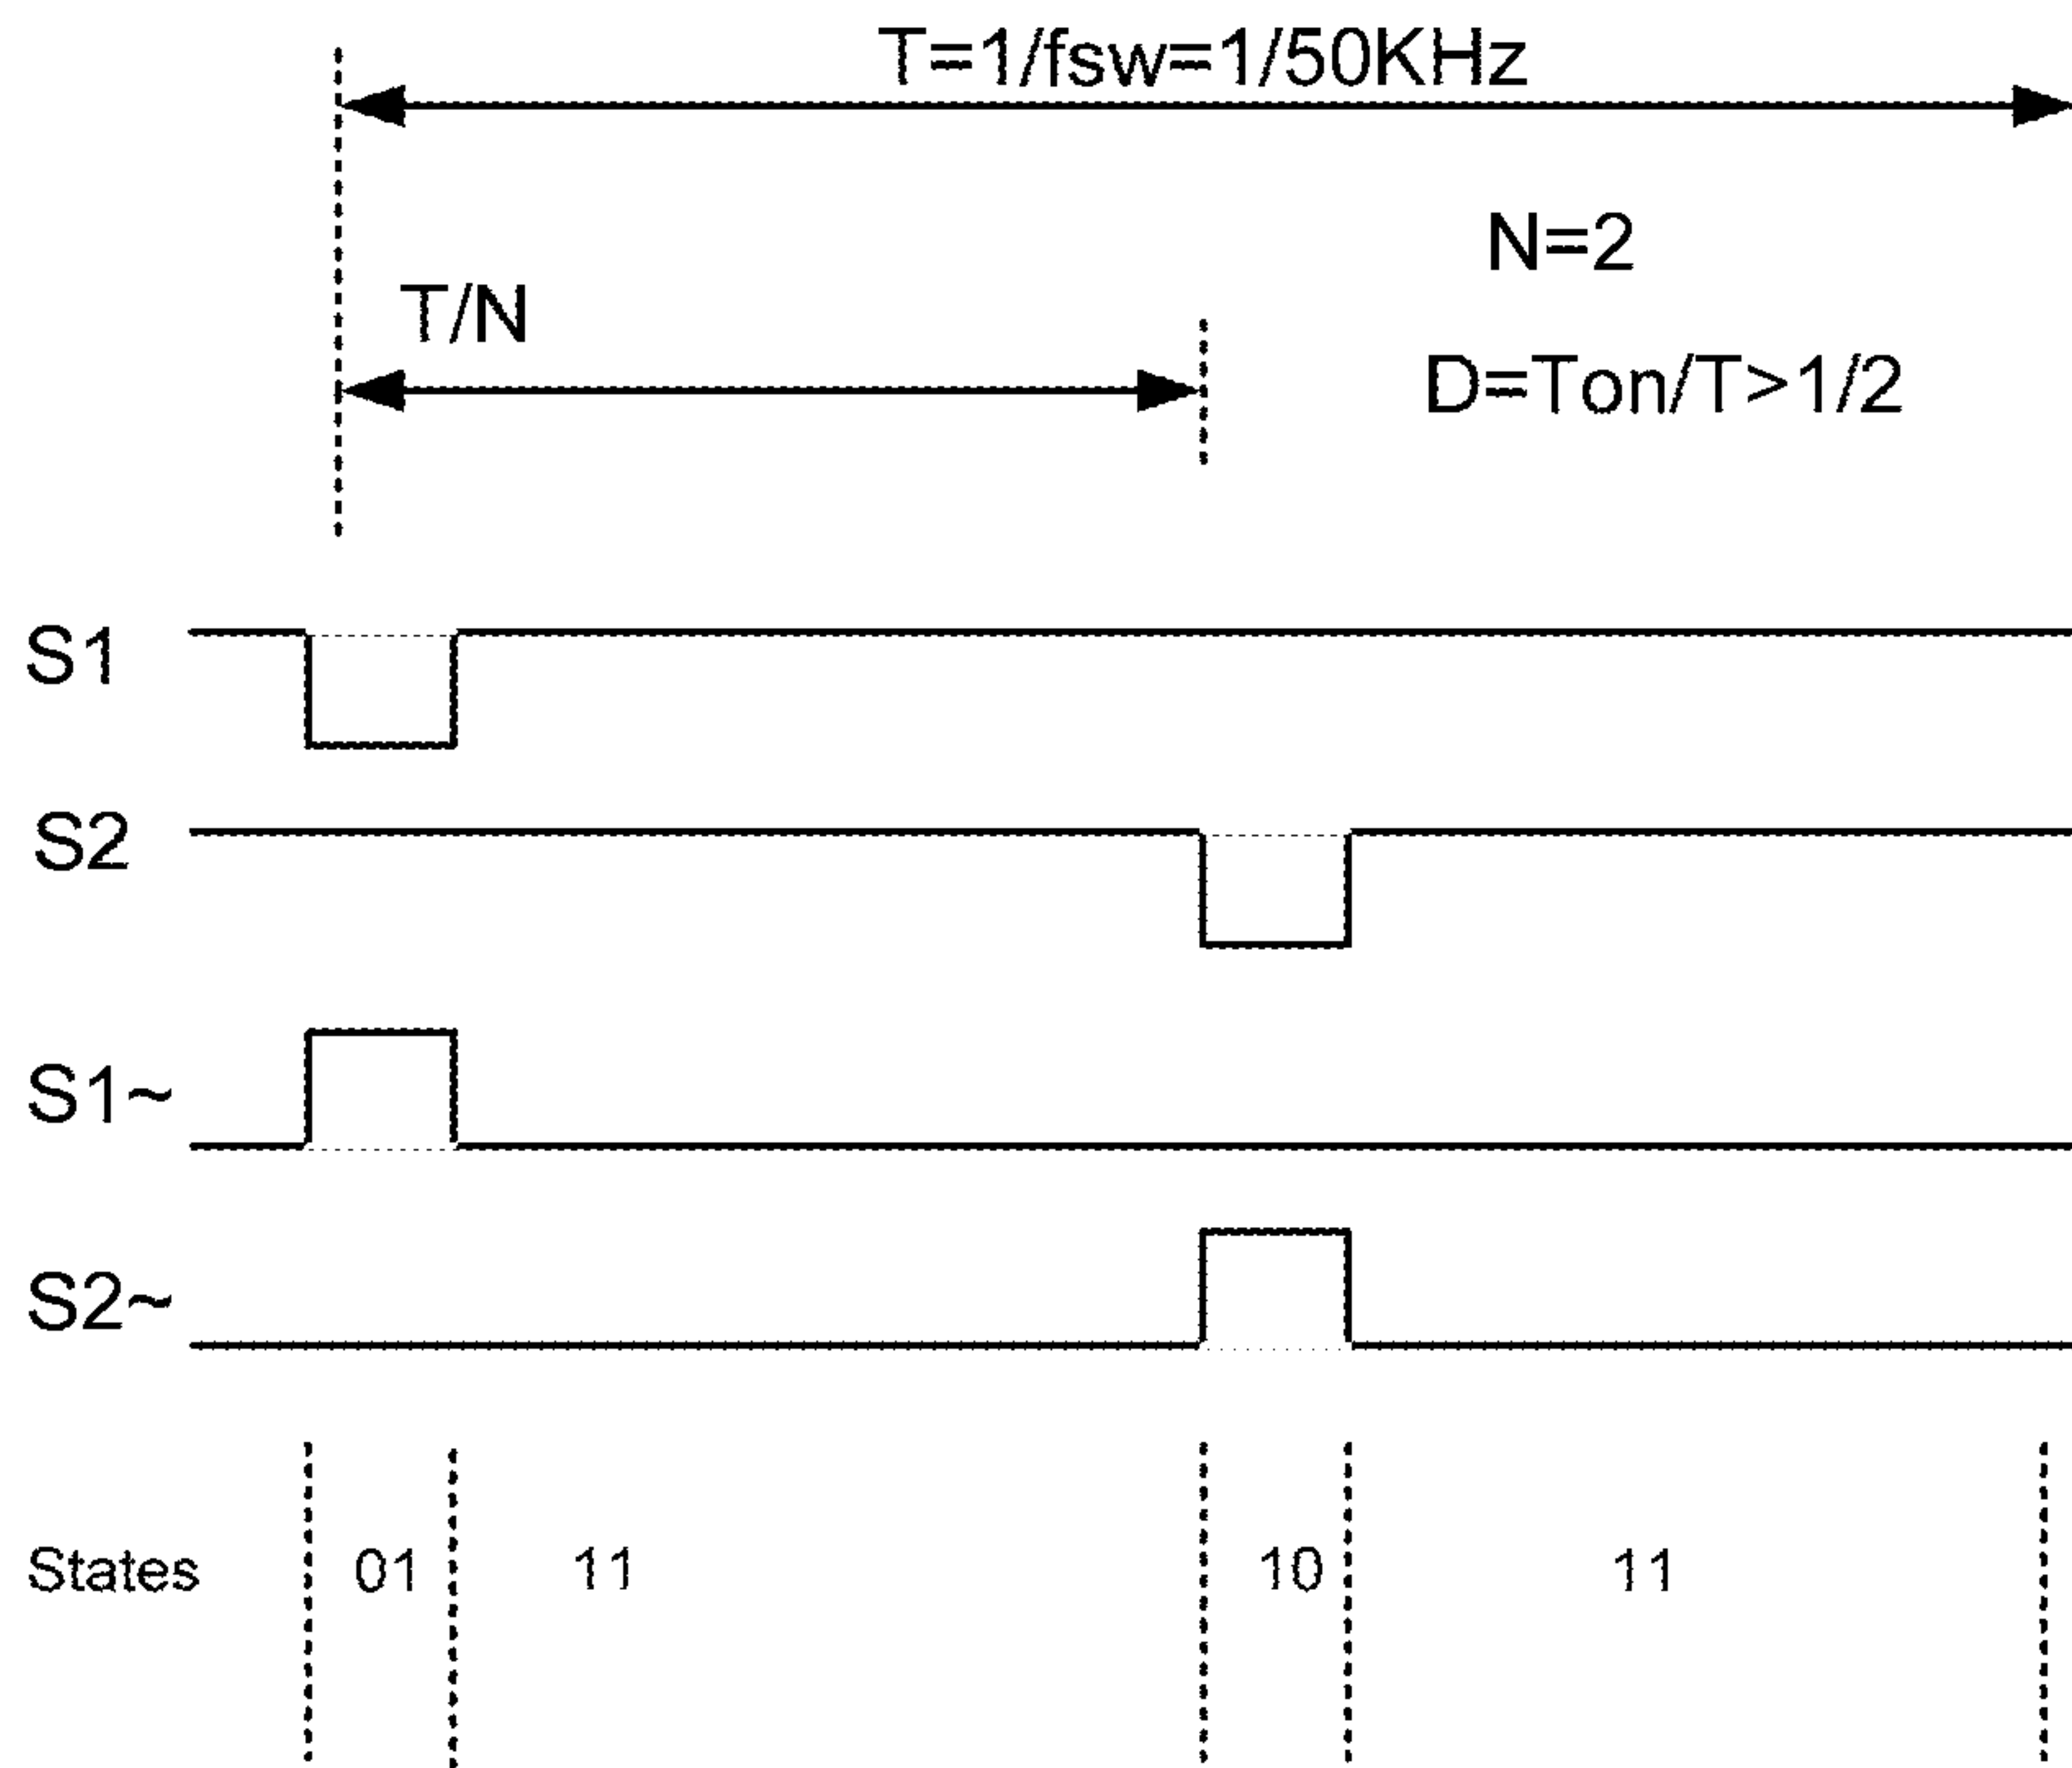 T=1/fsw=1/50KHz
N=2
T/N
D=Ton/T>1/2
S1
S2
S1~
S2~
States 01 11 10 11